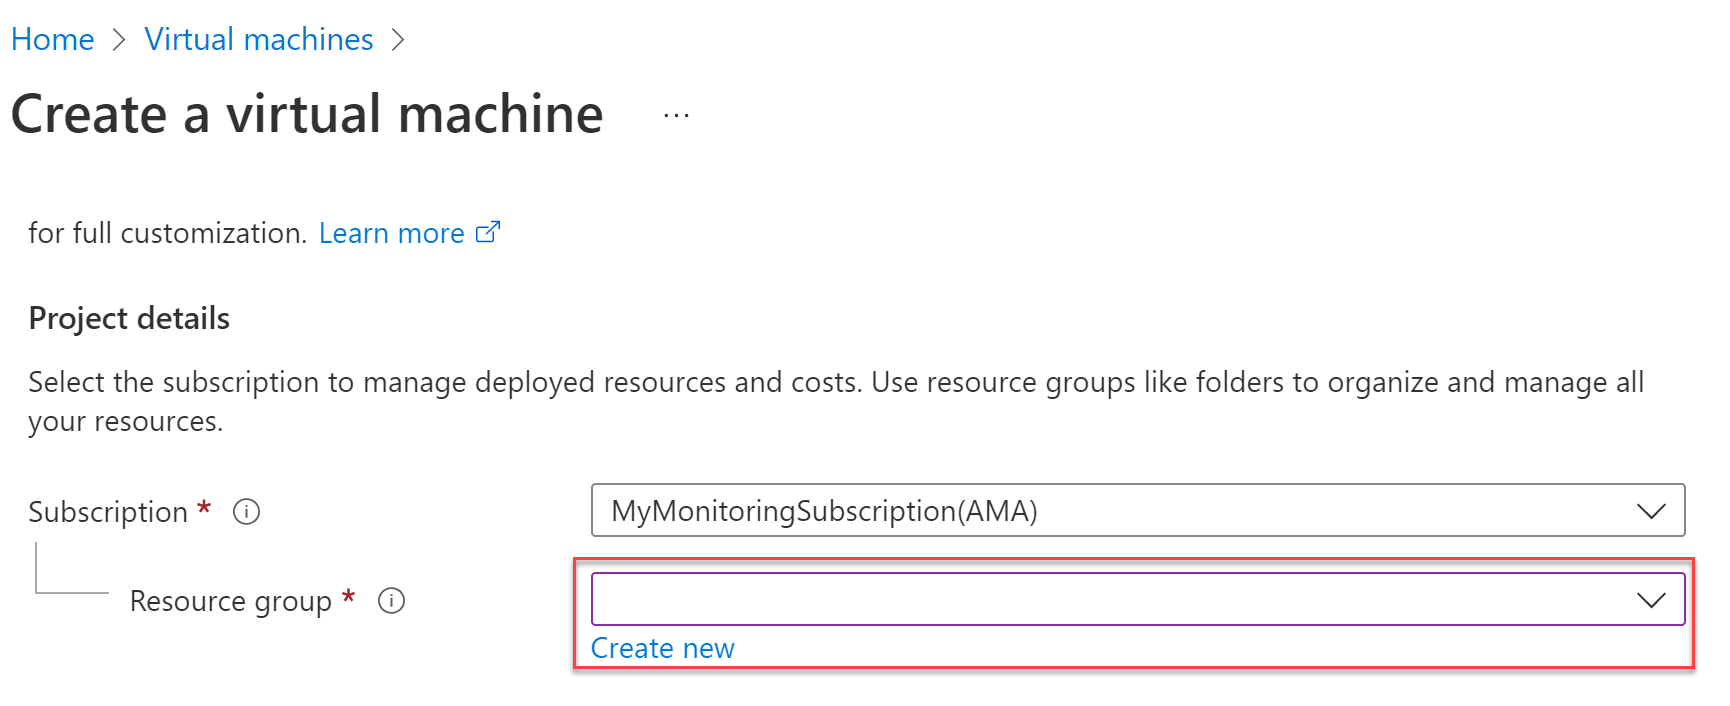 Home > Virtual machines >
Create a virtual machine ...
for full customization. Learn more
Project details
Select the subscription to manage deployed resources and costs. Use resource groups like folders to organize and manage all
your resources.
Subscription * MyMonitoringSubscription(AMA)
Resource group *
Create new